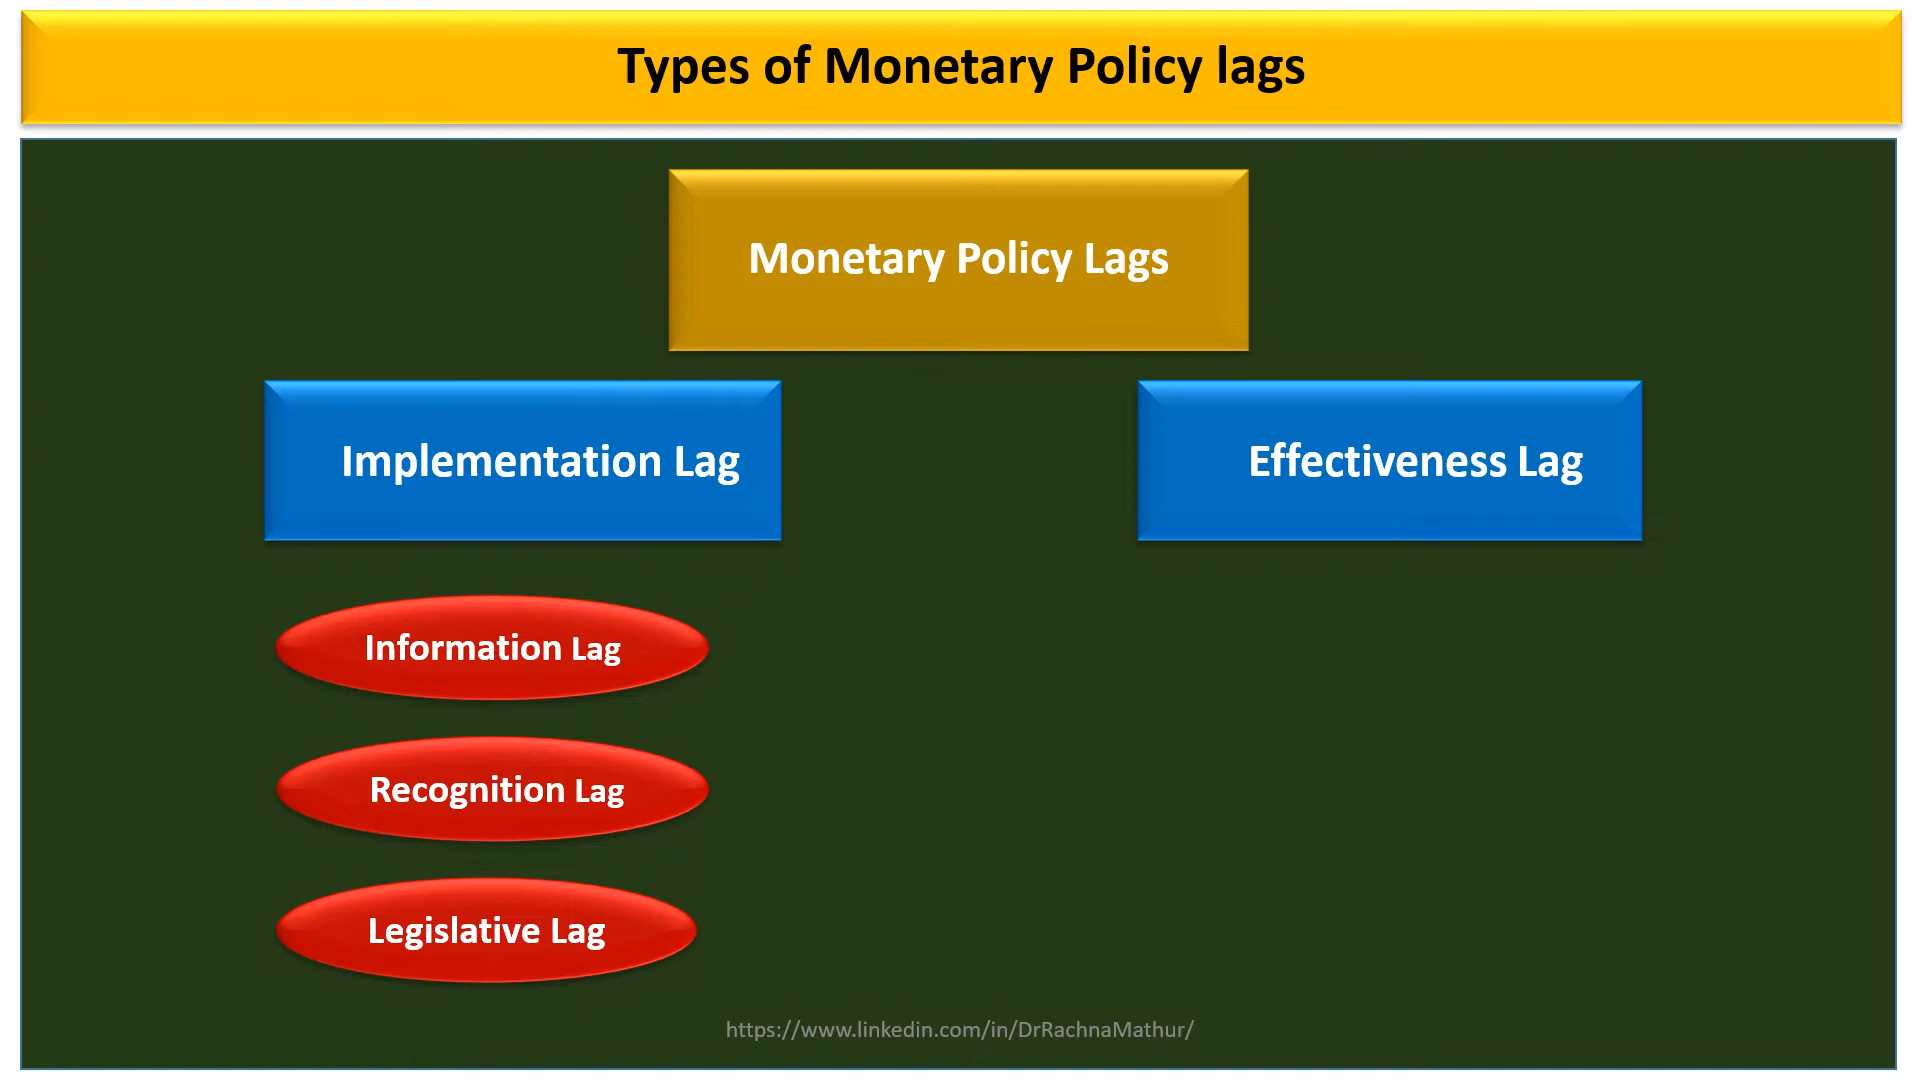 Types of Monetary Policy lags
Monetary Policy Lags
Implementation Lag
Effectiveness Lag
Information Lag
Recognition Lag
Legislative Lag
https://www.linkedin.com/in/DrRachnaMathur/